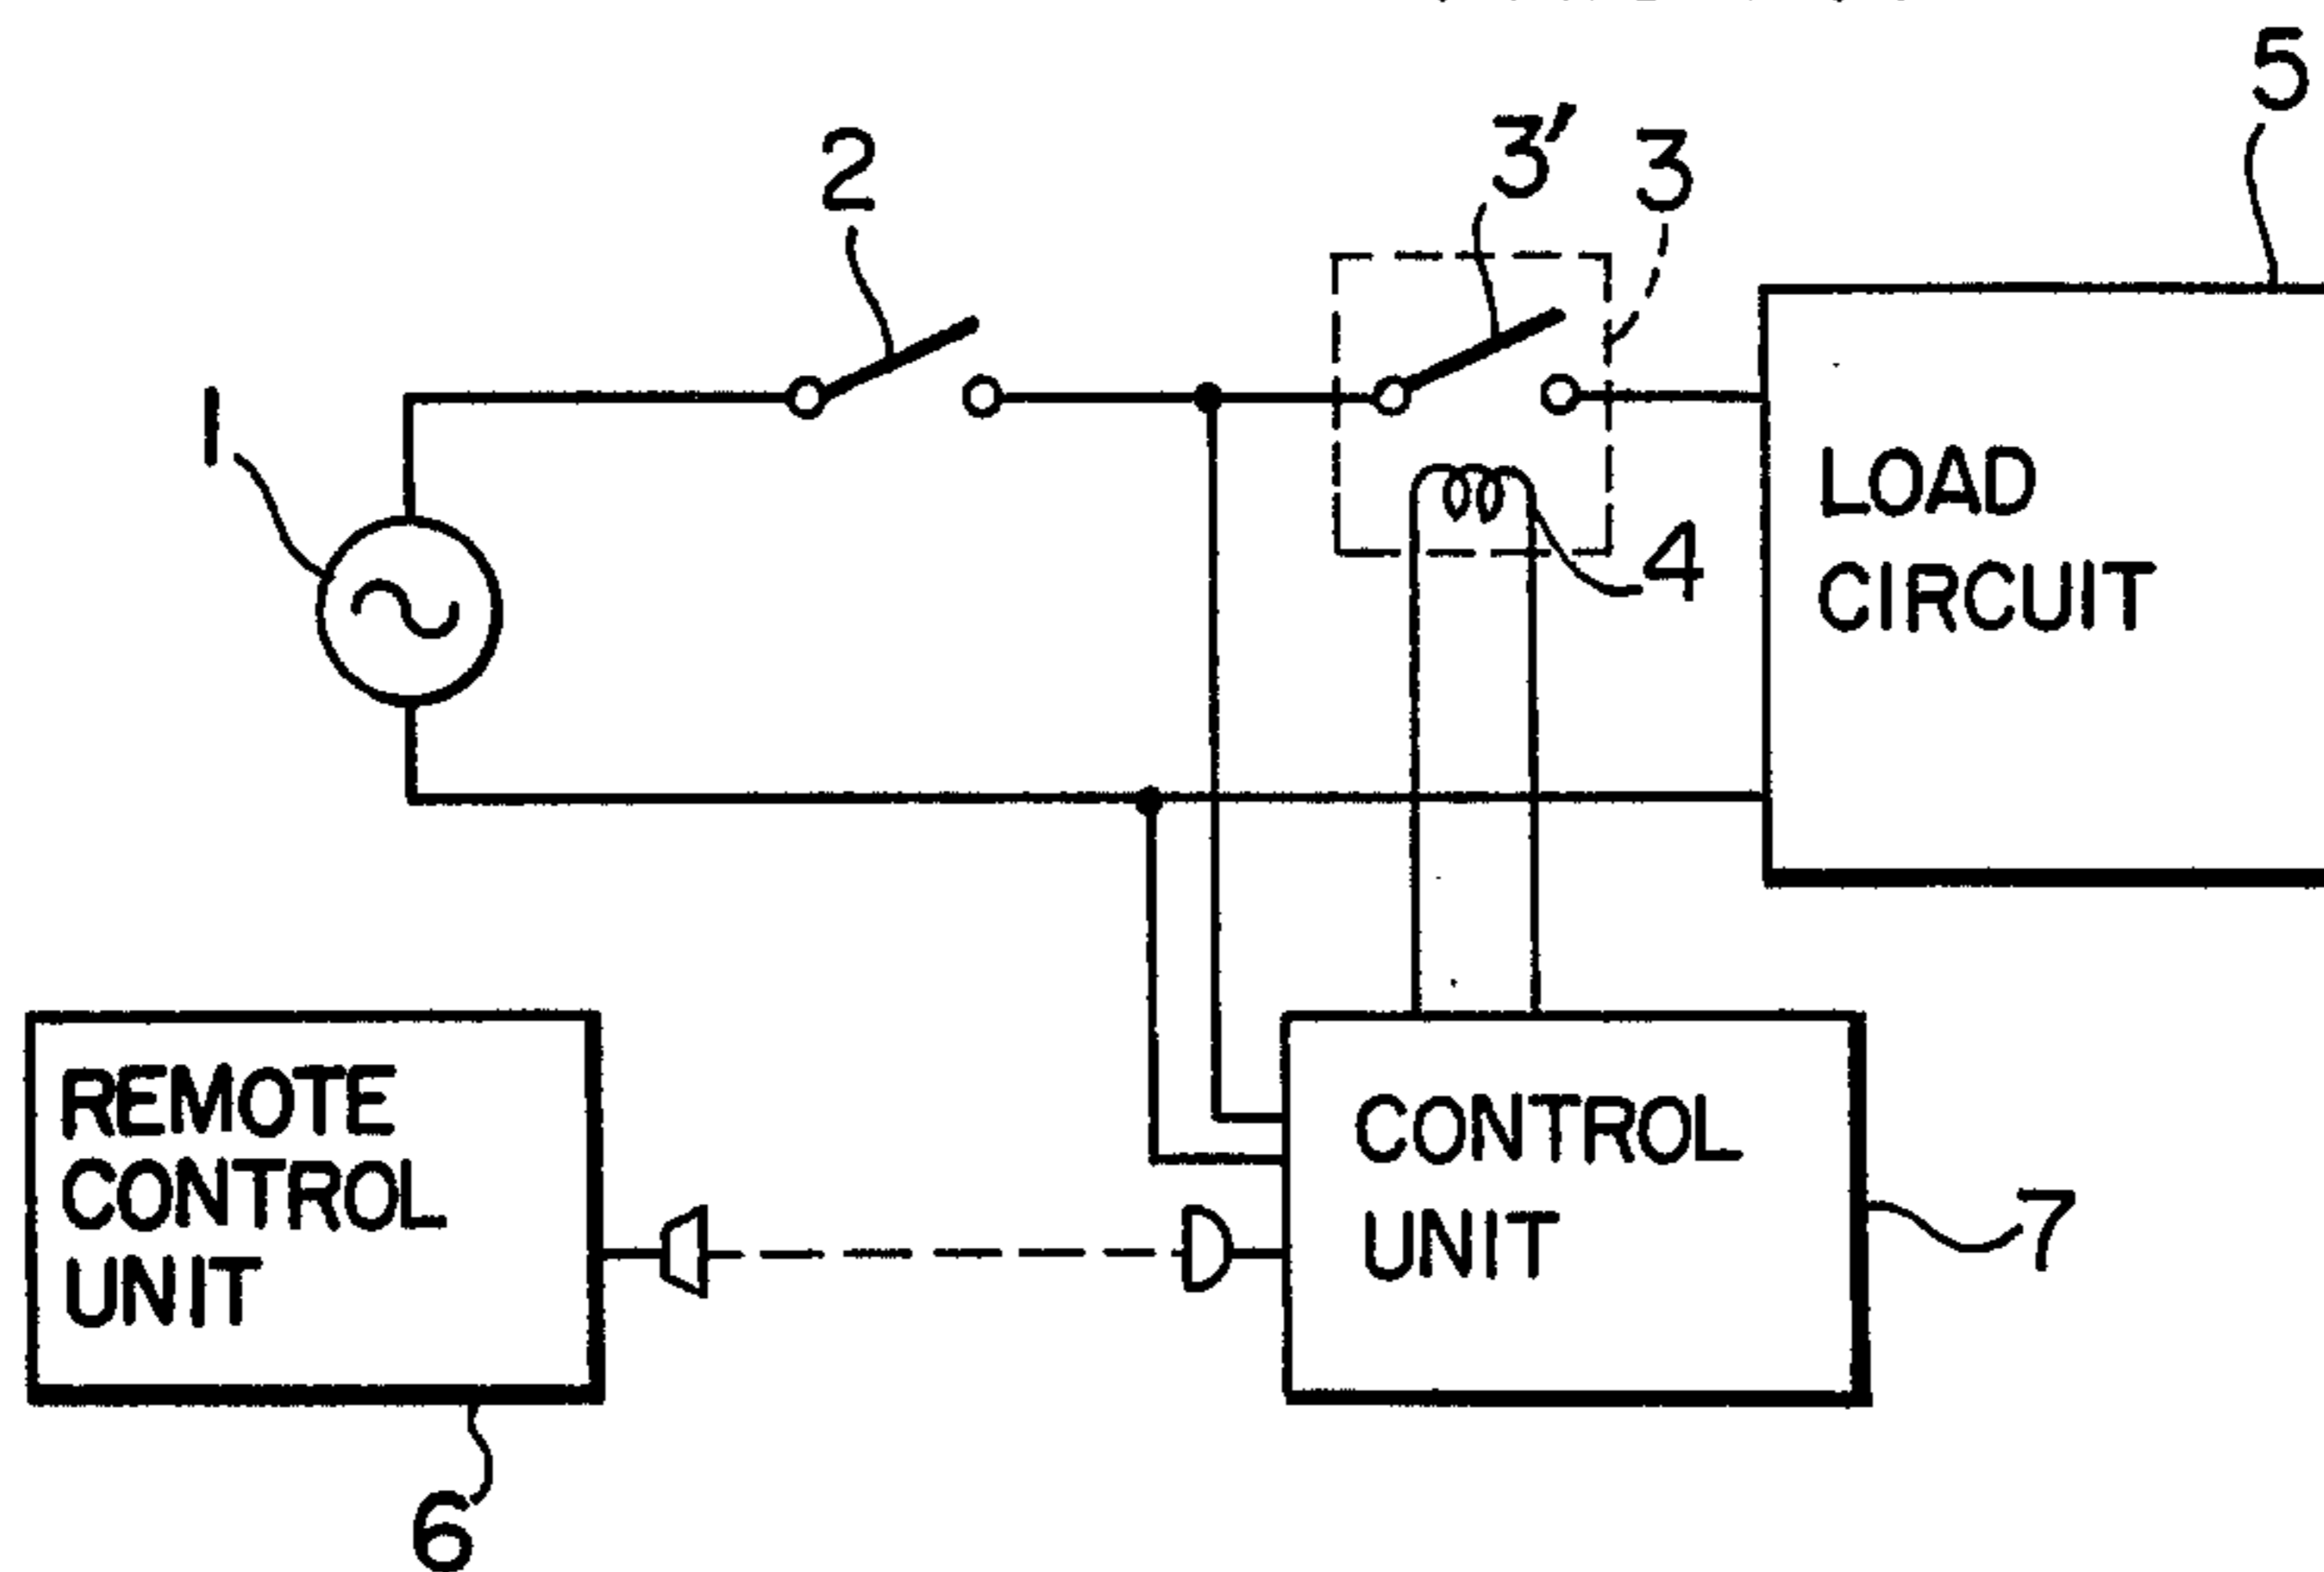 5
2
3'
3
1
LOAD
CIRCUIT
4
REMOTE
CONTROL
UNIT
CONTROL
UNIT
7
6